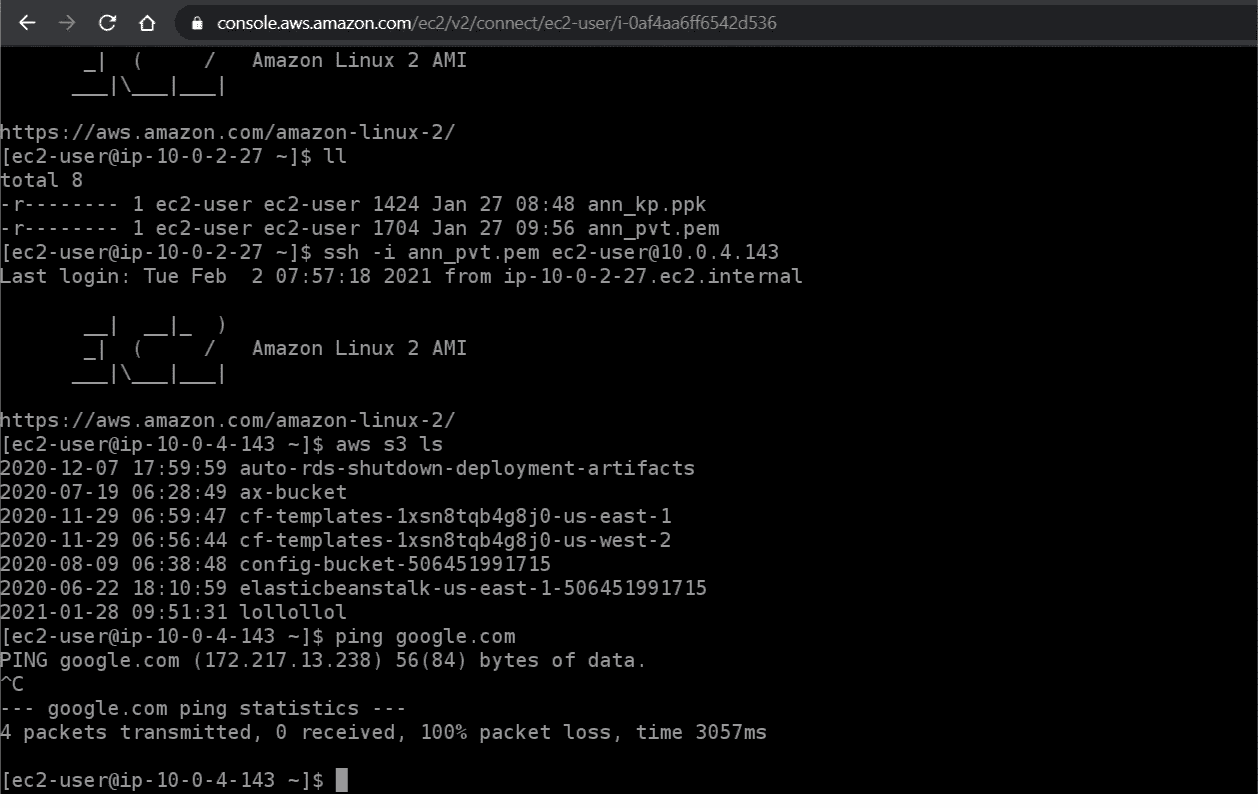 console.aws.amazon.com/ec2/v2/connect/ec2-user/i-0af4aa6ff6542d536
       _|  (     /   Amazon Linux 2 AMI
      ___|\___|___|
https://aws.amazon.com/amazon-linux-2/
[ec2-user@ip-10-0-2-27 ~]$ ll
total 8
-r-------- 1 ec2-user ec2-user 1424 Jan 27 08:48 ann_kp.ppk
-r-------- 1 ec2-user ec2-user 1704 Jan 27 09:56 ann_pvt.pem
[ec2-user@ip-10-0-2-27 ~]$ ssh -i ann_pvt.pem ec2-user@10.0.4.143
Last login: Tue Feb  2 07:57:18 2021 from ip-10-0-2-27.ec2.internal
       __|  __|_  )
       _|  (     /   Amazon Linux 2 AMI
      ___|\___|___|
https://aws.amazon.com/amazon-linux-2/
[ec2-user@ip-10-0-4-143 ~]$ aws s3 ls
2020-12-07 17:59:59 auto-rds-shutdown-deployment-artifacts
2020-07-19 06:28:49 ax-bucket
2020-11-29 06:59:47 cf-templates-1xsn8tqb4g8j0-us-east-1
2020-11-29 06:56:44 cf-templates-1xsn8tqb4g8j0-us-west-2
2020-08-09 06:38:48 config-bucket-506451991715
2020-06-22 18:10:59 elasticbeanstalk-us-east-1-506451991715
2021-01-28 09:51:31 lollollol
[ec2-user@ip-10-0-4-143 ~]$ ping google.com
PING google.com (172.217.13.238) 56(84) bytes of data.
^C
--- google.com ping statistics ---
4 packets transmitted, 0 received, 100% packet loss, time 3057ms
[ec2-user@ip-10-0-4-143 ~]$